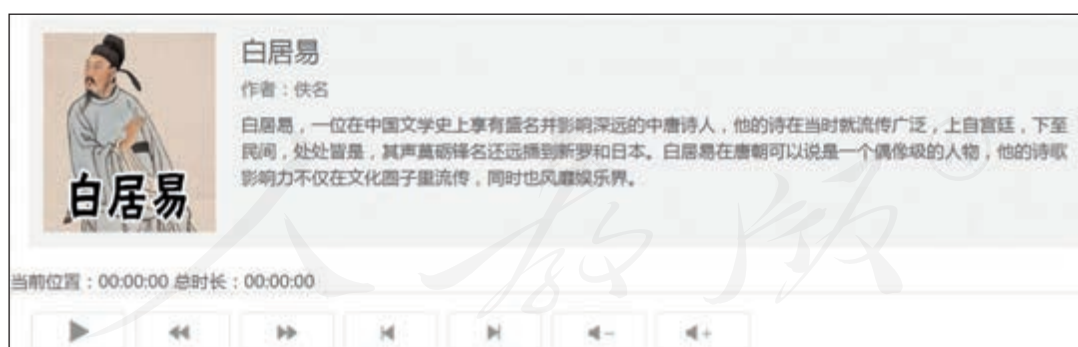 白居易
作者：佚名
白居易，一位在中国文学史上享有盛名并影响深远的中唐诗人，他的诗在当时就流传广泛，上自宫廷，下至
民间，处处皆是，其声
名还远播到新罗和日本。白居易在唐朝可以说是一个偶像级的人物，他的诗歌
影响力不仅在文化圈子里流传，同时也风靡娱乐界。
白居易
当前位置：00:00:00 总时长：00:00:00
人教版